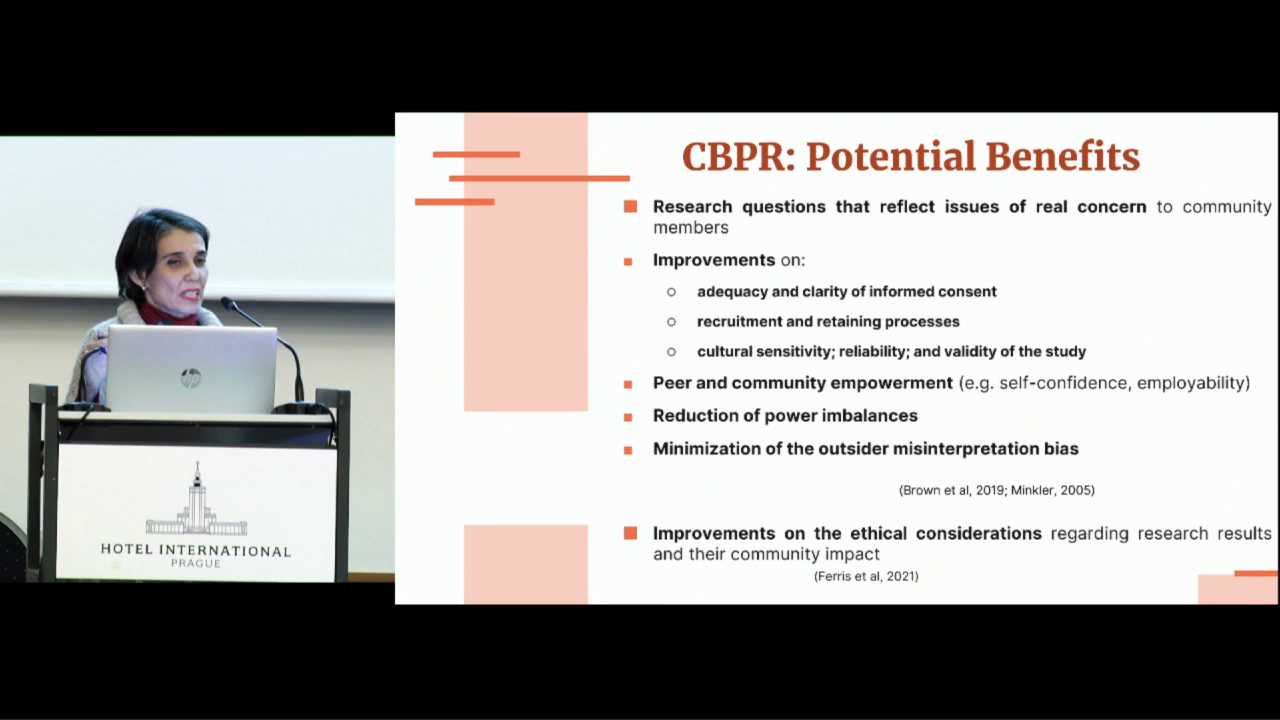 CBPR: Potential Benefits
Research questions that reflect issues of real concern to community
members
Improvements on:
adequacy and clarity of informed consent
recruitment and retaining processes
cultural sensitivity; reliability; and validity of the study
Peer and community empowerment (e.g. self-confidence, employability)
Reduction of power imbalances
Minimization of the outsider misinterpretation bias
(Brown et al, 2019; Minkler, 2005)
Improvements on the ethical considerations regarding research results
and their community impact
(Ferris et al, 2021)
hp
HOTEL INTERNATIONAL
PRAGUE